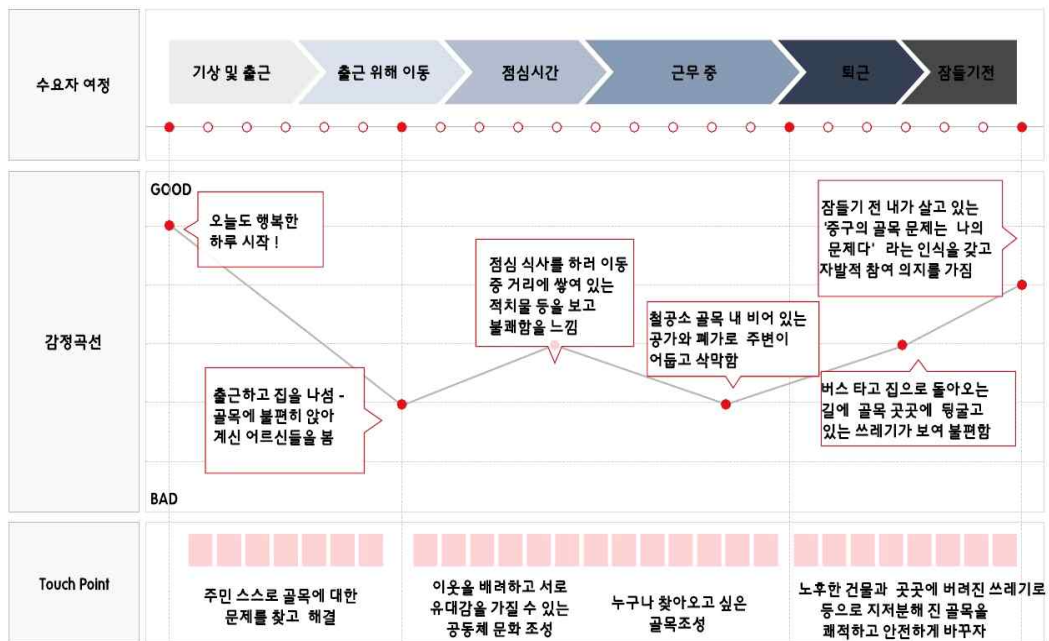 수요자 여정
기상 및 출근
출근 위해 이동
점심시간
근무 중
퇴근
잠들기전
감정곡선
GOOD
오늘도 행복한
하루 시작 !
출근하고 집을 나섬 -
골목에 불편히 앉아
계신 어르신들을 봄
점심 식사를 하러 이동
중 거리에 쌓여 있는
적치물 등을 보고
불쾌함을 느낌
철공소 골목 내 비어 있는
공가와 폐가로 주변이
어둡고 삭막함
잠들기 전 내가 살고 있는
'중구의 골목 문제는 나의
문제다' 라는 인식을 갖고
자발적 참여 의지를 가짐
버스 타고 집으로 돌아오는
길에 골목 곳곳에 뒹굴고
있는 쓰레기가 보여 불편함
BAD
Touch Point
주민 스스로 골목에 대한
문제를 찾고 해결
이웃을 배려하고 서로
유대감을 가질 수 있는
공동체 문화 조성
누구나 찾아오고 싶은
골목조성
노후한 건물과 곳곳에 버려진 쓰레기로
등으로 지저분해 진 골목을
쾌적하고 안전하게 바꾸자